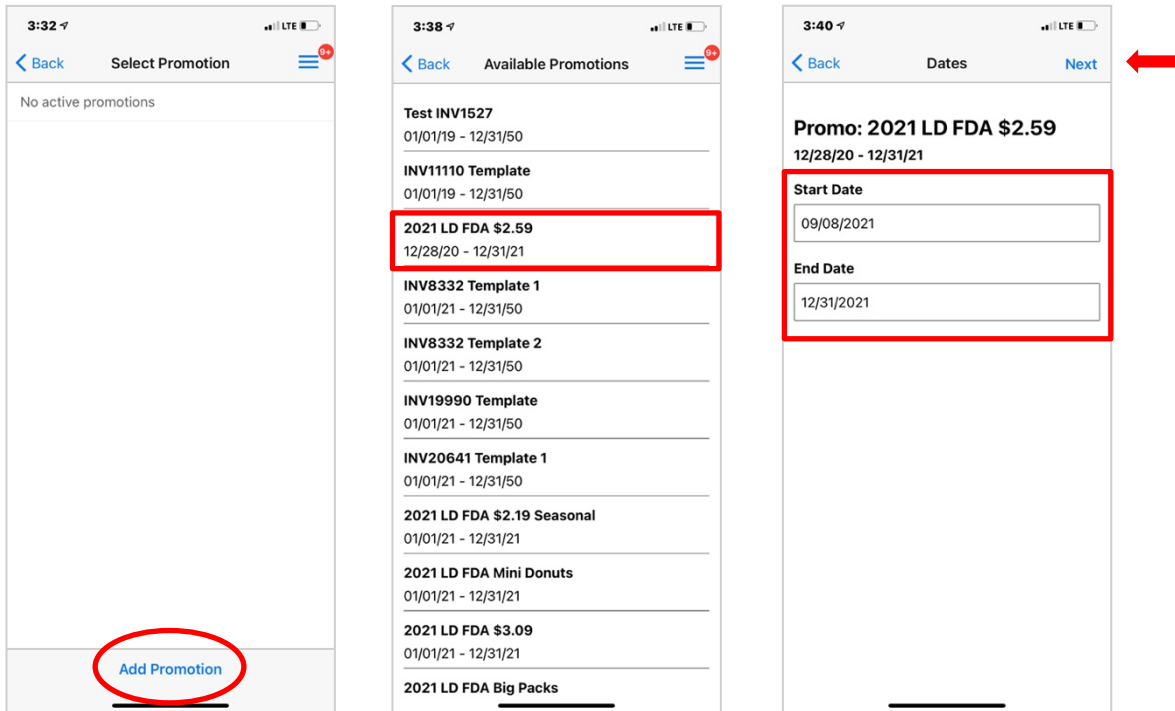 3:32
LTE
Back
Select Promotion
9+
No active promotions
Add Promotion
3:38
LTE
Back
Available Promotions
9+
Test INV1527
01/01/19 - 12/31/50
INV11110 Template
01/01/19 - 12/31/50
2021 LD FDA $2.59
12/28/20 - 12/31/21
INV8332 Template 1
01/01/21 - 12/31/50
INV8332 Template 2
01/01/21 - 12/31/50
INV19990 Template
01/01/21 - 12/31/50
INV20641 Template 1
01/01/21 - 12/31/50
2021 LD FDA $2.19 Seasonal
01/01/21 - 12/31/21
2021 LD FDA Mini Donuts
01/01/21 - 12/31/21
2021 LD FDA $3.09
01/01/21 - 12/31/21
2021 LD FDA Big Packs
3:40
LTE
Back
Dates
Next
Promo: 2021 LD FDA $2.59
12/28/20 - 12/31/21
Start Date
09/08/2021
End Date
12/31/2021